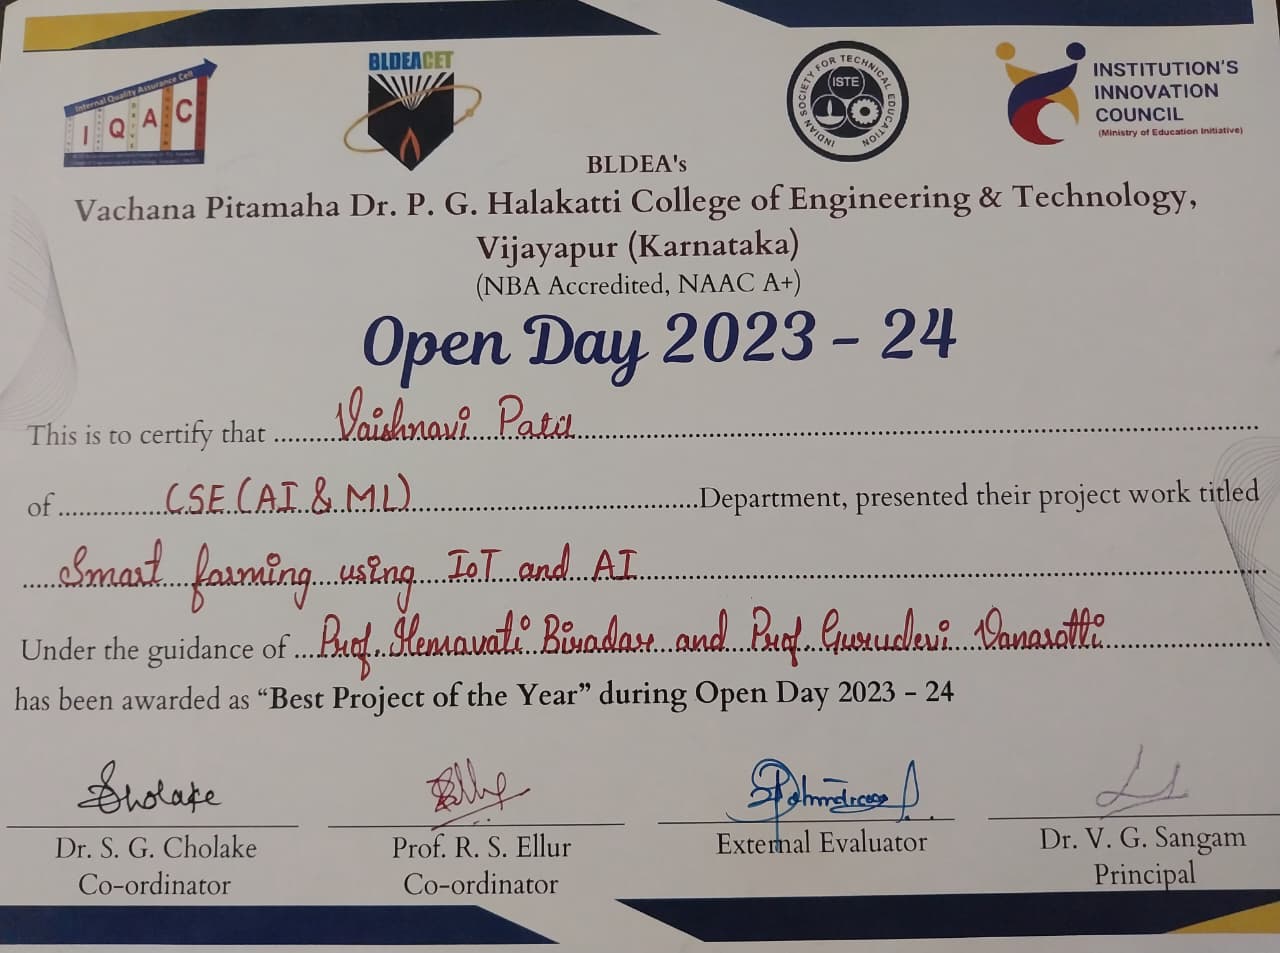 Internal Quality Assurance Cell
I Q A C
BLDEACET
INDIAN SOCIETY FOR TECHNICAL EDUCATION
ISTE
INSTITUTION'S
INNOVATION
COUNCIL
(Ministry of Education Initiative)
BLDEA's
Vachana Pitamaha Dr. P. G. Halakatti College of Engineering & Technology,
Vijayapur (Karnataka)
(NBA Accredited, NAAC A+)
Open Day 2023 - 24
This is to certify that Vaishnavi Patil
of CSE (AI & ML) Department, presented their project work titled
Smart farming using IoT and AI
Under the guidance of Prof. Hemavati Biradar and Prof. Gurudevi Vanarotti
has been awarded as “Best Project of the Year” during Open Day 2023 - 24
Sholake
Dr. S. G. Cholake
Co-ordinator
Prof. R. S. Ellur
Co-ordinator
External Evaluator
Dr. V. G. Sangam
Principal